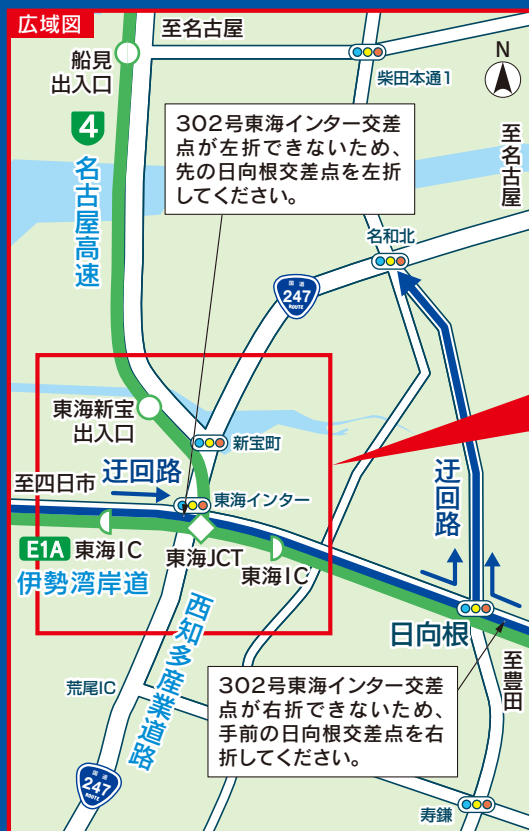 広域図
至名古屋
船見
出入口
柴田本通1
N
4
名古屋高速
302号東海インター交差
点が左折できないため、
先の日向根交差点を左折
してください。
至名古屋
名和北
国道
247
ROUTE
東海新宝
出入口
新宝町
至四日市
迂回路
東海インター
迂回路
E1A
東海IC
東海JCT
東海IC
伊勢湾岸道
日向根
西知多産業道路
至豊田
荒尾IC
302号東海インター交差
点が右折できないため、
手前の日向根交差点を右
折してください。
国道
247
ROUTE
寿鎌